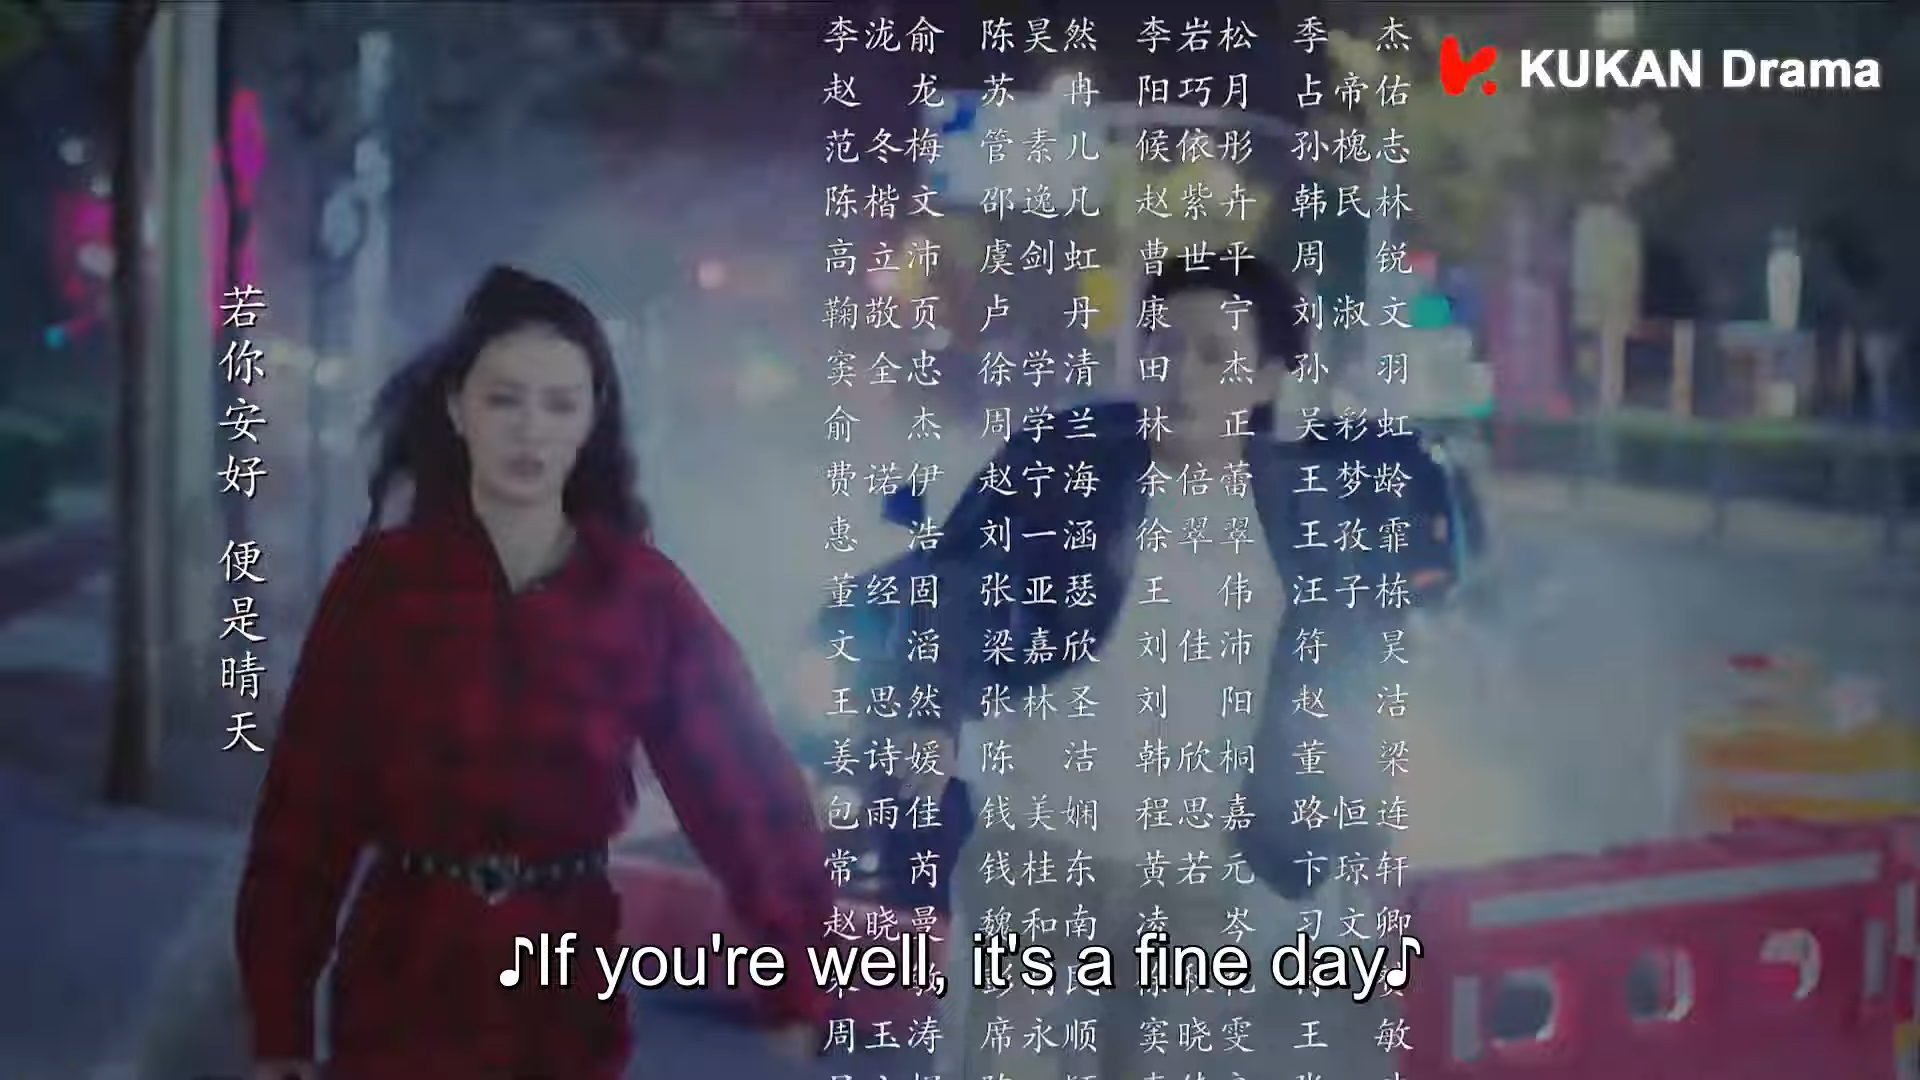 李泷俞 陈昊然 李岩松 季杰
KUKAN Drama
赵龙 苏冉 阳巧月 占帝佑
范冬梅 管素儿 候依彤 孙槐志
陈楷文 邵逸凡 赵紫卉 韩民林
高立沛 虞剑虹 曹世平 周锐
鞠敬页 卢丹 康宁 刘淑文
窦全忠 徐学清 田杰 孙羽
俞杰 周学兰 林正 吴彩虹
费诺伊 赵宁海 余倍蕾 王梦龄
惠浩 刘一涵 徐翠翠 王孜霏
董经固 张亚瑟 王伟 汪子栋
文滔 梁嘉欣 刘佳沛 符昊
王思然 张林圣 刘阳 赵洁
姜诗媛 陈洁 韩欣桐 董梁
包雨佳 钱美娴 程思嘉 路恒连
常芮 钱桂东 黄若元 卞琼轩
赵晓曼 魏和南 凌岑 习文卿
周玉涛 席永顺 窦晓雯 王敏
若你安好 便是晴天
♪If you're well, it's a fine day♪